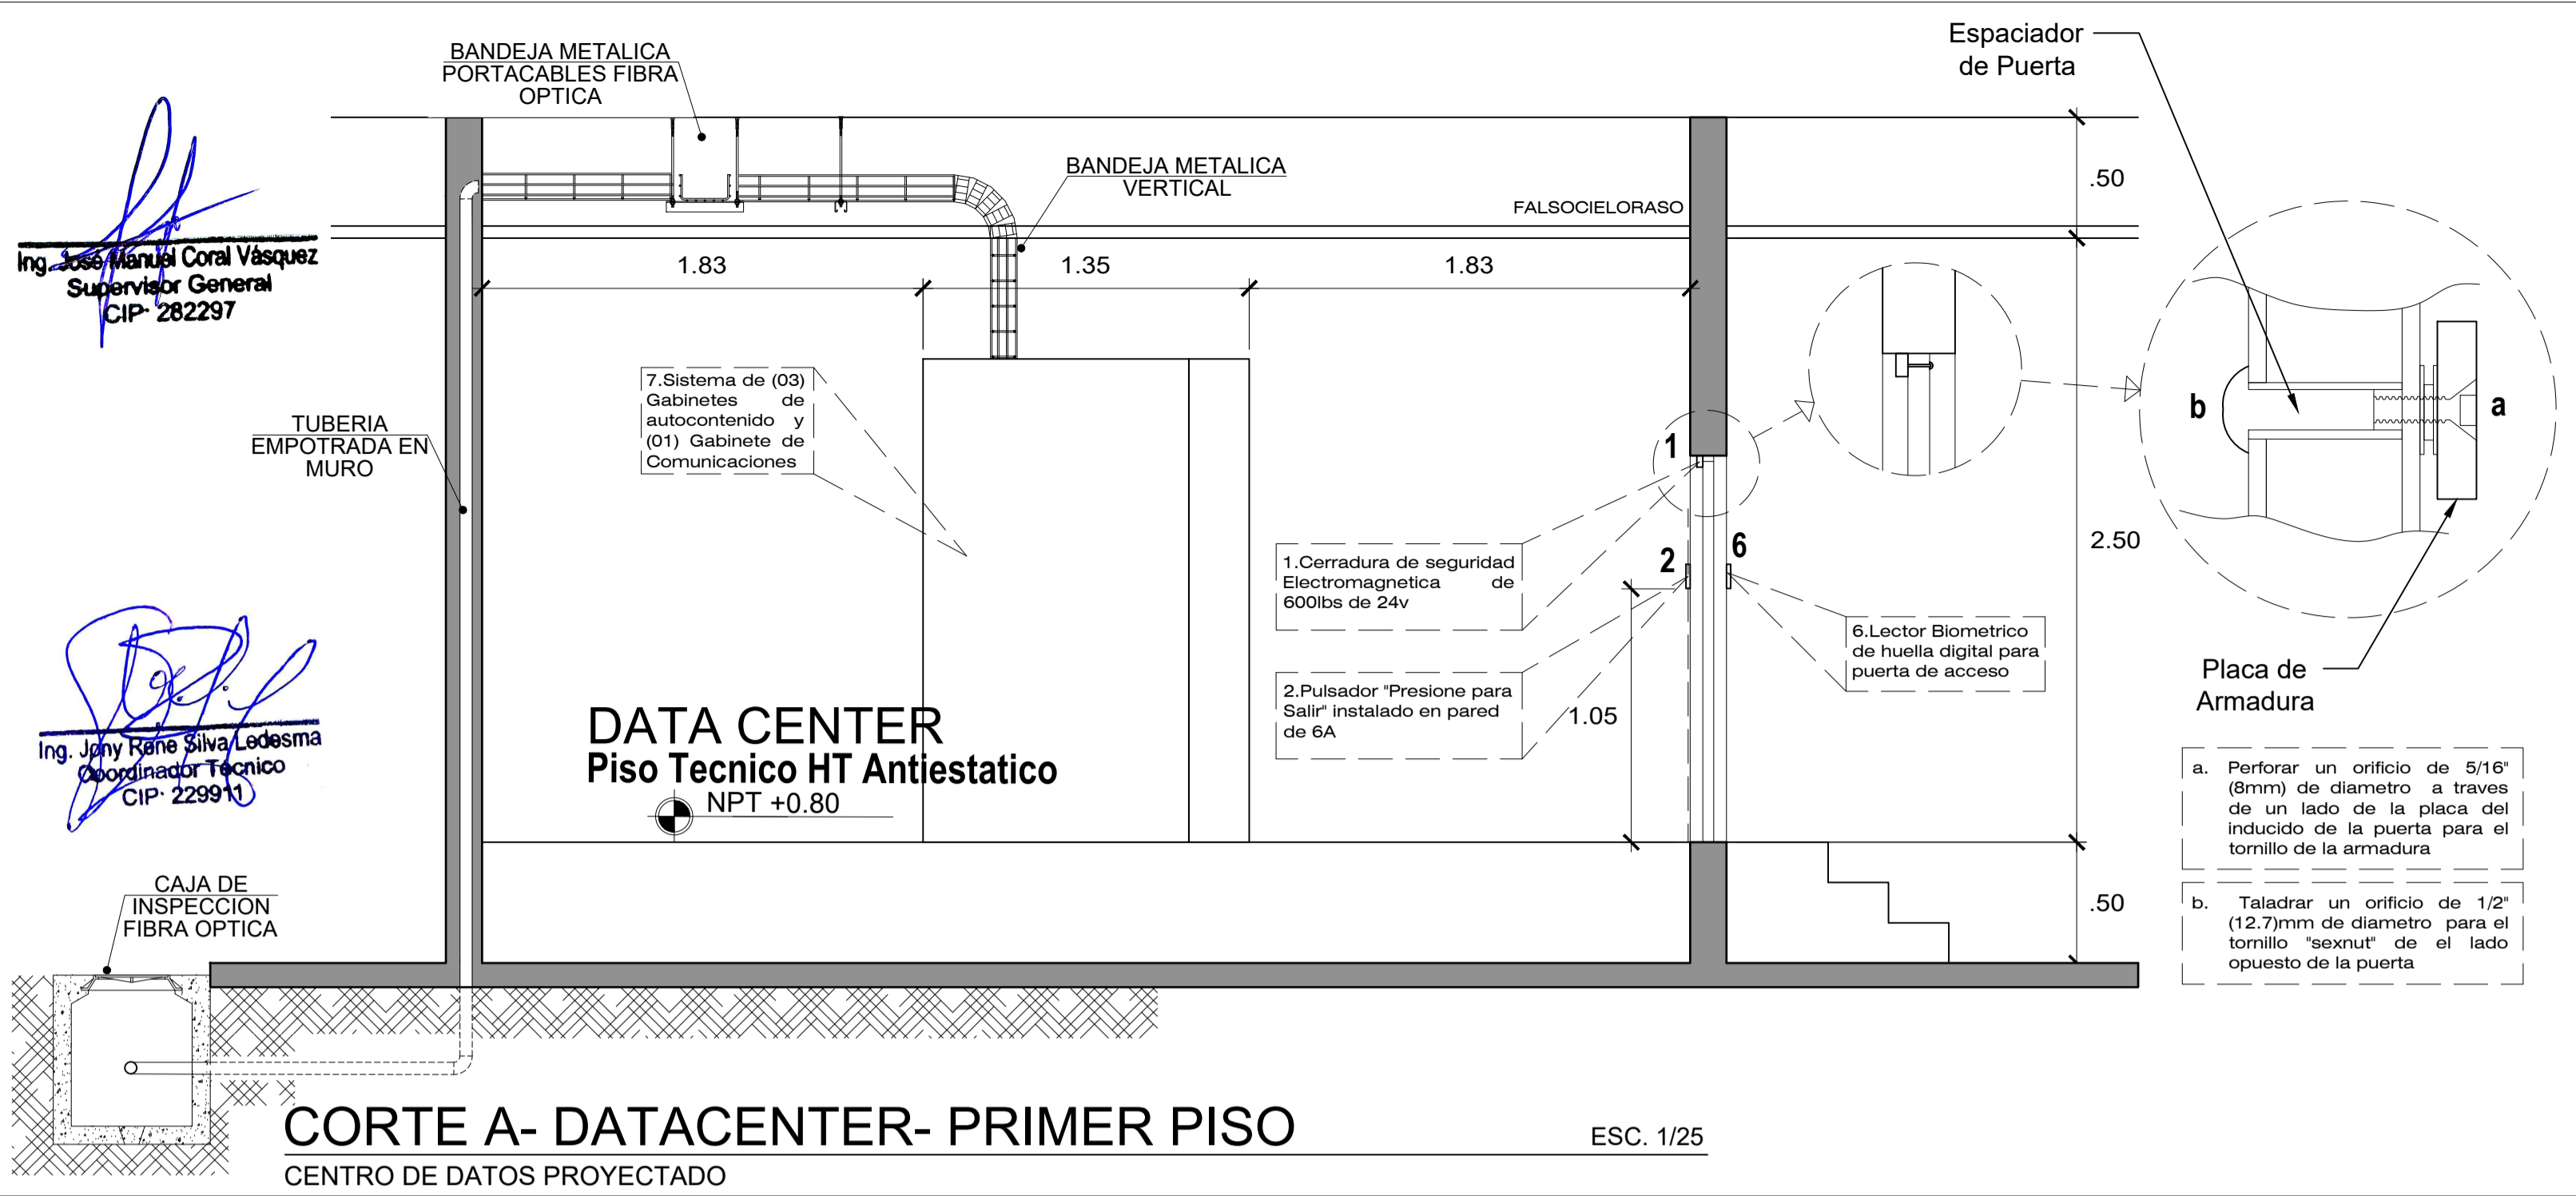 BANDEJA METALICA
PORTACABLES FIBRA
OPTICA
Espaciador
de Puerta
BANDEJA METALICA
VERTICAL
.50
FALSOCIELORASO
Ing. José Manuel Coral Vásquez
Supervisor General
CIP: 282297
1.83
1.35
1.83
7.Sistema de (03)
Gabinetes de
autocontenido y
(01) Gabinete de
Comunicaciones
TUBERIA
EMPOTRADA EN
MURO
1
b
a
2.50
1.Cerradura de seguridad
Electromagnetica de
600lbs de 24v
2
6
6.Lector Biometrico
de huella digital para
puerta de acceso
2.Pulsador "Presione para
Salir" instalado en pared
de 6A
1.05
Placa de
Armadura
Ing. Jony Rene Silva Ledesma
Coordinador Técnico
CIP: 229911
DATA CENTER
Piso Tecnico HT Antiestatico
NPT +0.80
a. Perforar un orificio de 5/16"
(8mm) de diametro a traves
de un lado de la placa del
inducido de la puerta para el
tornillo de la armadura
CAJA DE
INSPECCION
FIBRA OPTICA
.50
b. Taladrar un orificio de 1/2"
(12.7)mm de diametro para el
tornillo "sexnut" de el lado
opuesto de la puerta
CORTE A- DATACENTER- PRIMER PISO
ESC. 1/25
CENTRO DE DATOS PROYECTADO